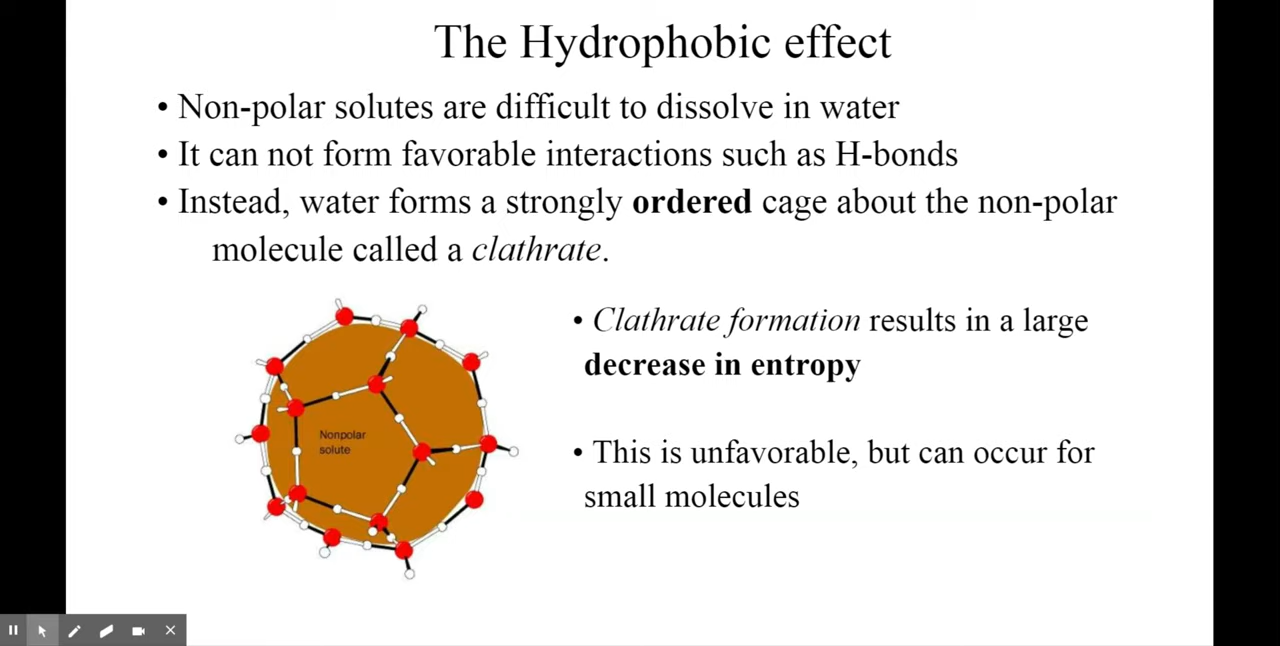 The Hydrophobic effect
• Non-polar solutes are difficult to dissolve in water
• It can not form favorable interactions such as H-bonds
• Instead, water forms a strongly ordered cage about the non-polar
molecule called a clathrate.
• Clathrate formation results in a large
decrease in entropy
Nonpolar
solute
• This is unfavorable, but can occur for
small molecules